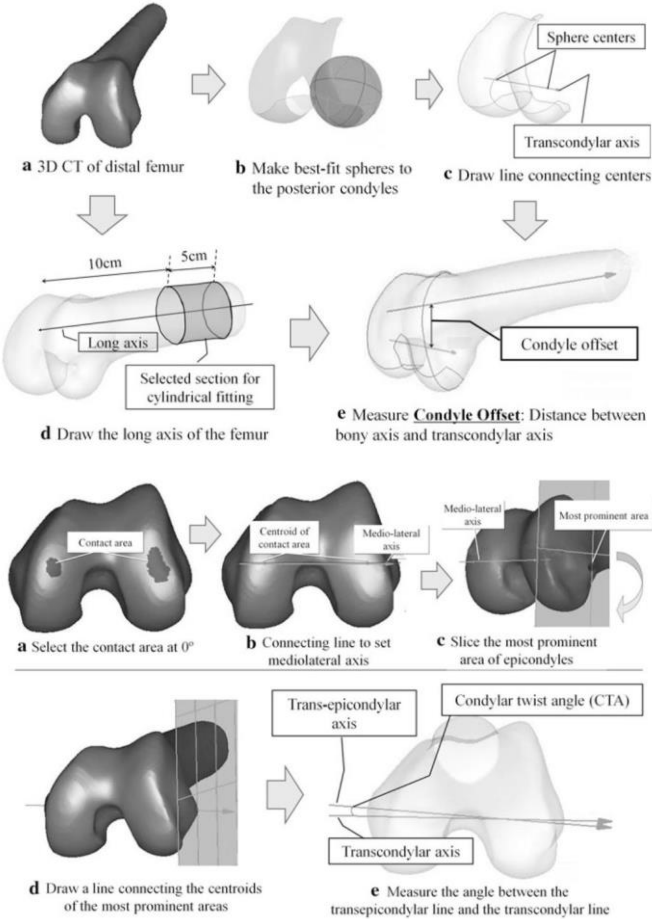 Sphere centers
Transcondylar axis
a 3D CT of distal femur
b Make best-fit spheres to
the posterior condyles
c Draw line connecting centers
10cm
5cm
Long axis
Selected section for
cylindrical fitting
Condyle offset
d Draw the long axis of the femur
e Measure Condyle Offset: Distance between
bony axis and transcondylar axis
Contact area
Centroid of
contact area
Medio-lateral
axis
Medio-lateral
axis
Most prominent area
a Select the contact area at 0°
b Connecting line to set
mediolateral axis
c Slice the most prominent
area of epicondyles
Trans-epicondylar
axis
Condylar twist angle (CTA)
Transcondylar axis
d Draw a line connecting the centroids
of the most prominent areas
e Measure the angle between the
transepicondylar line and the transcondylar line